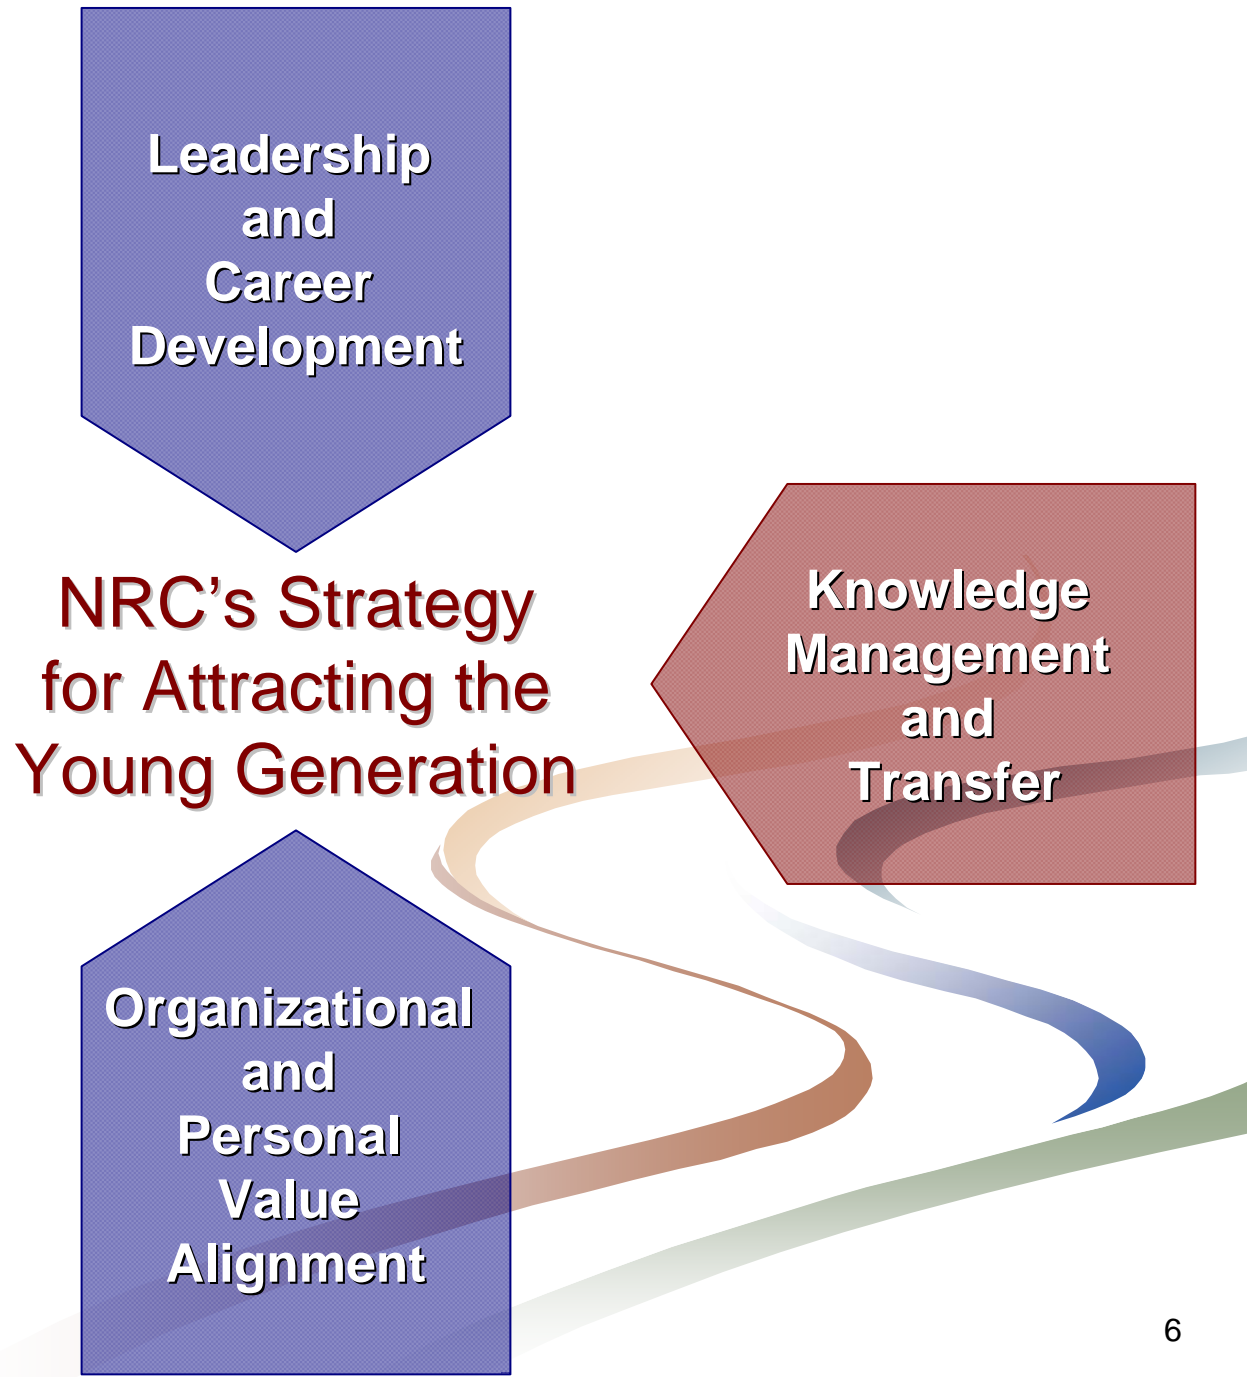 Leadership
and
Career
Development
NRC’s Strategy
for Attracting the
Young Generation
Knowledge
Management
and
Transfer
Organizational
and
Personal
Value
Alignment
6